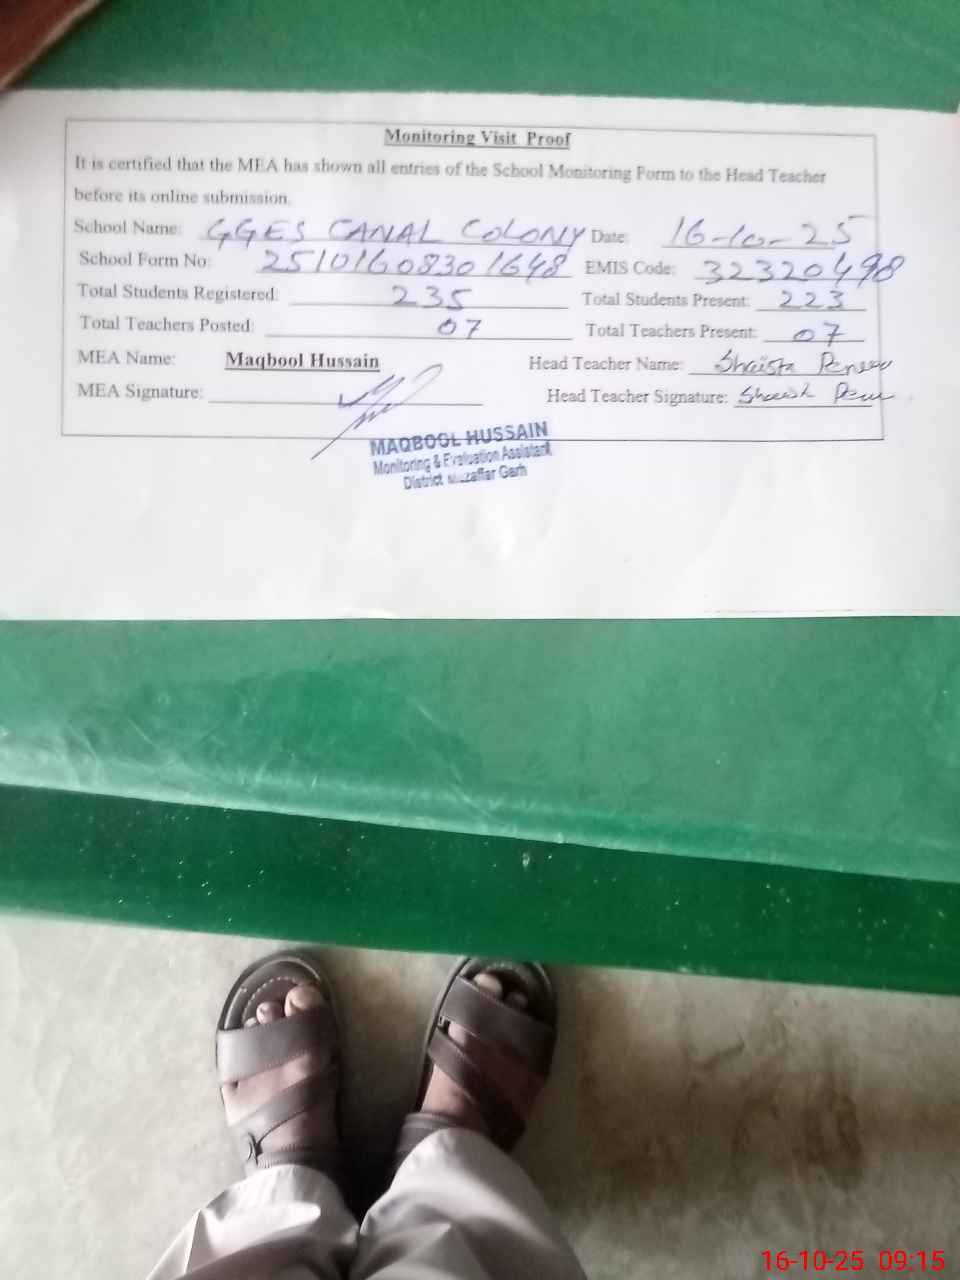 Monitoring Visit Proof
It is certified that the MEA has shown all entries of the School Monitoring Form to the Head Teacher
before its online submission.
School Name: GGES CANAL COLONY Date: 16-10-25
School Form No: 25101608301648 EMIS Code: 32320498
Total Students Registered: 235 Total Students Present: 223
Total Teachers Posted: 07 Total Teachers Present: 07
MEA Name: Maqbool Hussain Head Teacher Name: Shaista
MEA Signature: Head Teacher Signature:
MAQBOOL HUSSAIN
Monitoring & Evaluation Assistant
District Muzaffar Garh
16-10-25 09:15